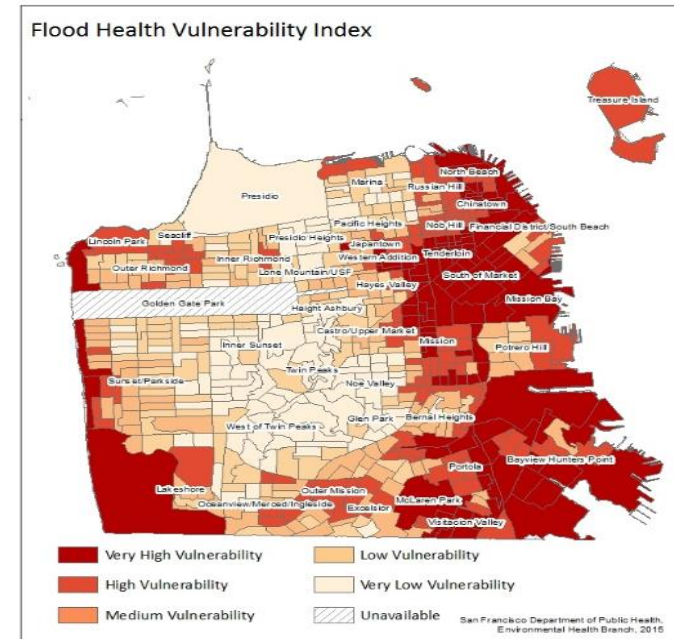 Flood Health Vulnerability Index
Treasure Island
North Beach
Marina
Russian Hill
Presidio
Chinatown
Pacific Heights
Nob Hill
Financial District/South Beach
Seacliff
Lincoln Park
Presidio Heights
Japantown
Tenderloin
Inner Richmond
Western Addition
Outer Richmond
Lone Mountain/USF
South of Market
Hayes Valley
Golden Gate Park
Mission Bay
Haight Ashbury
Castro/Upper Market
Inner Sunset
Mission
Potrero Hill
Twin Peaks
Sunset/Parkside
Noe Valley
Glen Park
Bernal Heights
West of Twin Peaks
Bayview Hunters Point
Portola
Lakeshore
Outer Mission
McLaren Park
Oceanview/Merced/Ingleside
Excelsior
Visitacion Valley
Very High Vulnerability
Low Vulnerability
High Vulnerability
Very Low Vulnerability
Medium Vulnerability
Unavailable
San Francisco Department of Public Health,
Environmental Health Branch, 2015